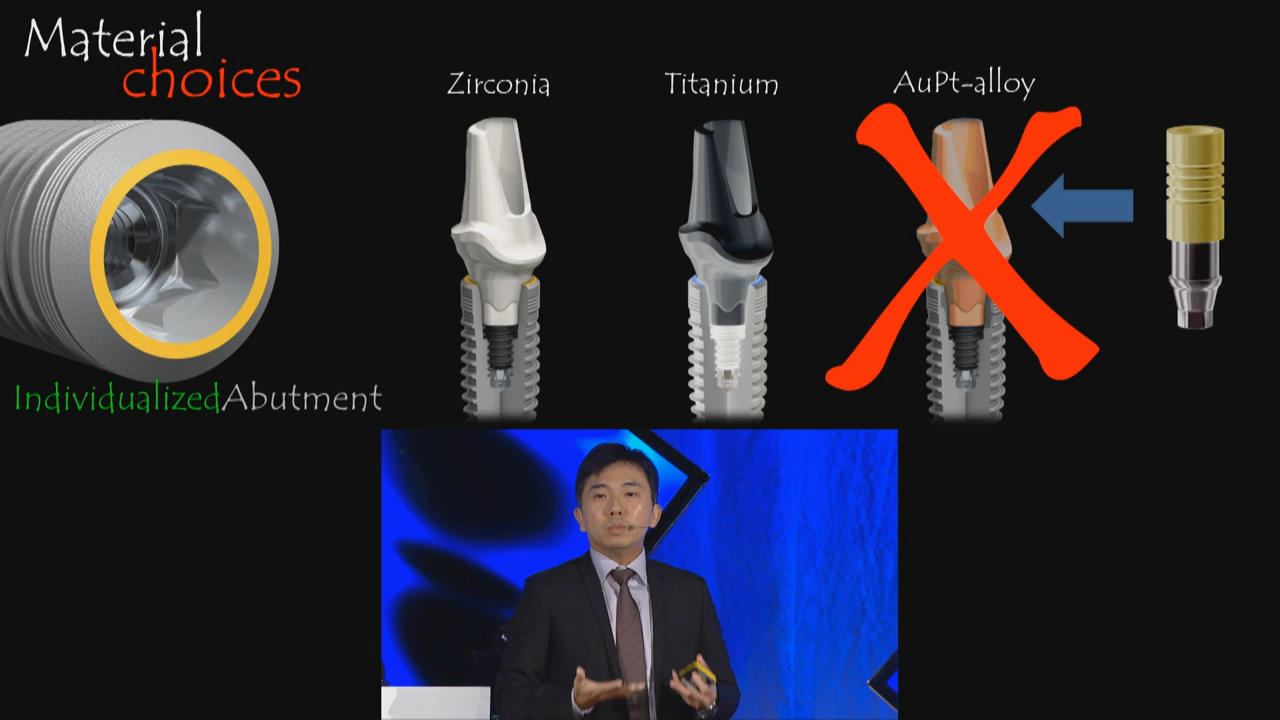 Material
choices
Zirconia
Titanium
AuPt-alloy
IndividualizedAbutment